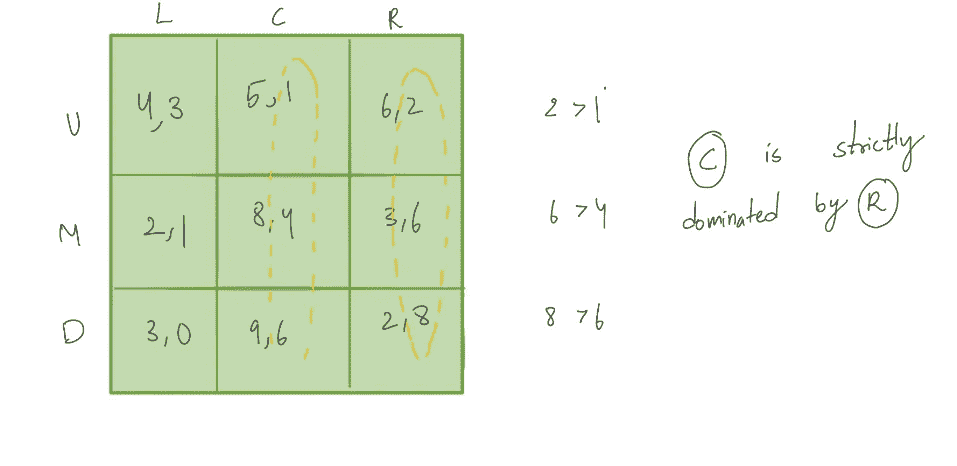 L C R
U 4,3 5,1 6,2 2 >1
M 2,1 8,4 3,6 6 >4
D 3,0 9,6 2,8 8 >6
C is strictly
dominated by R